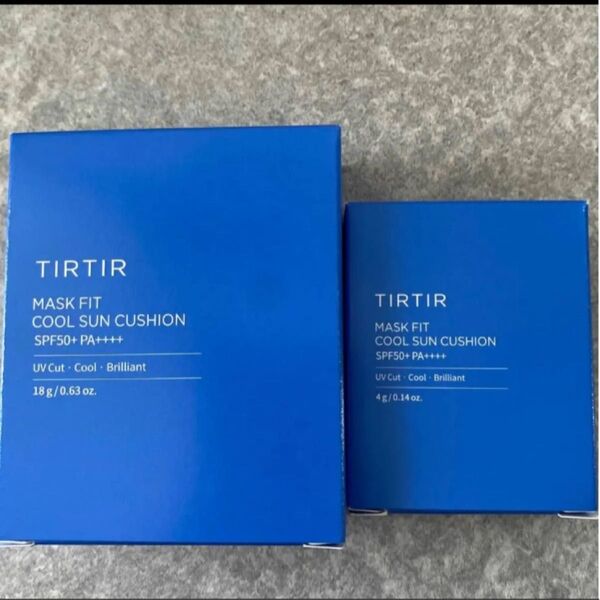 TIRTIR
MASK FIT
COOL SUN CUSHION
SPF50+ PA++++
UV Cut · Cool · Brilliant
18 g / 0.63 oz.
TIRTIR
MASK FIT
COOL SUN CUSHION
SPF50+ PA++++
UV Cut · Cool · Brilliant
4 g / 0.14 oz.